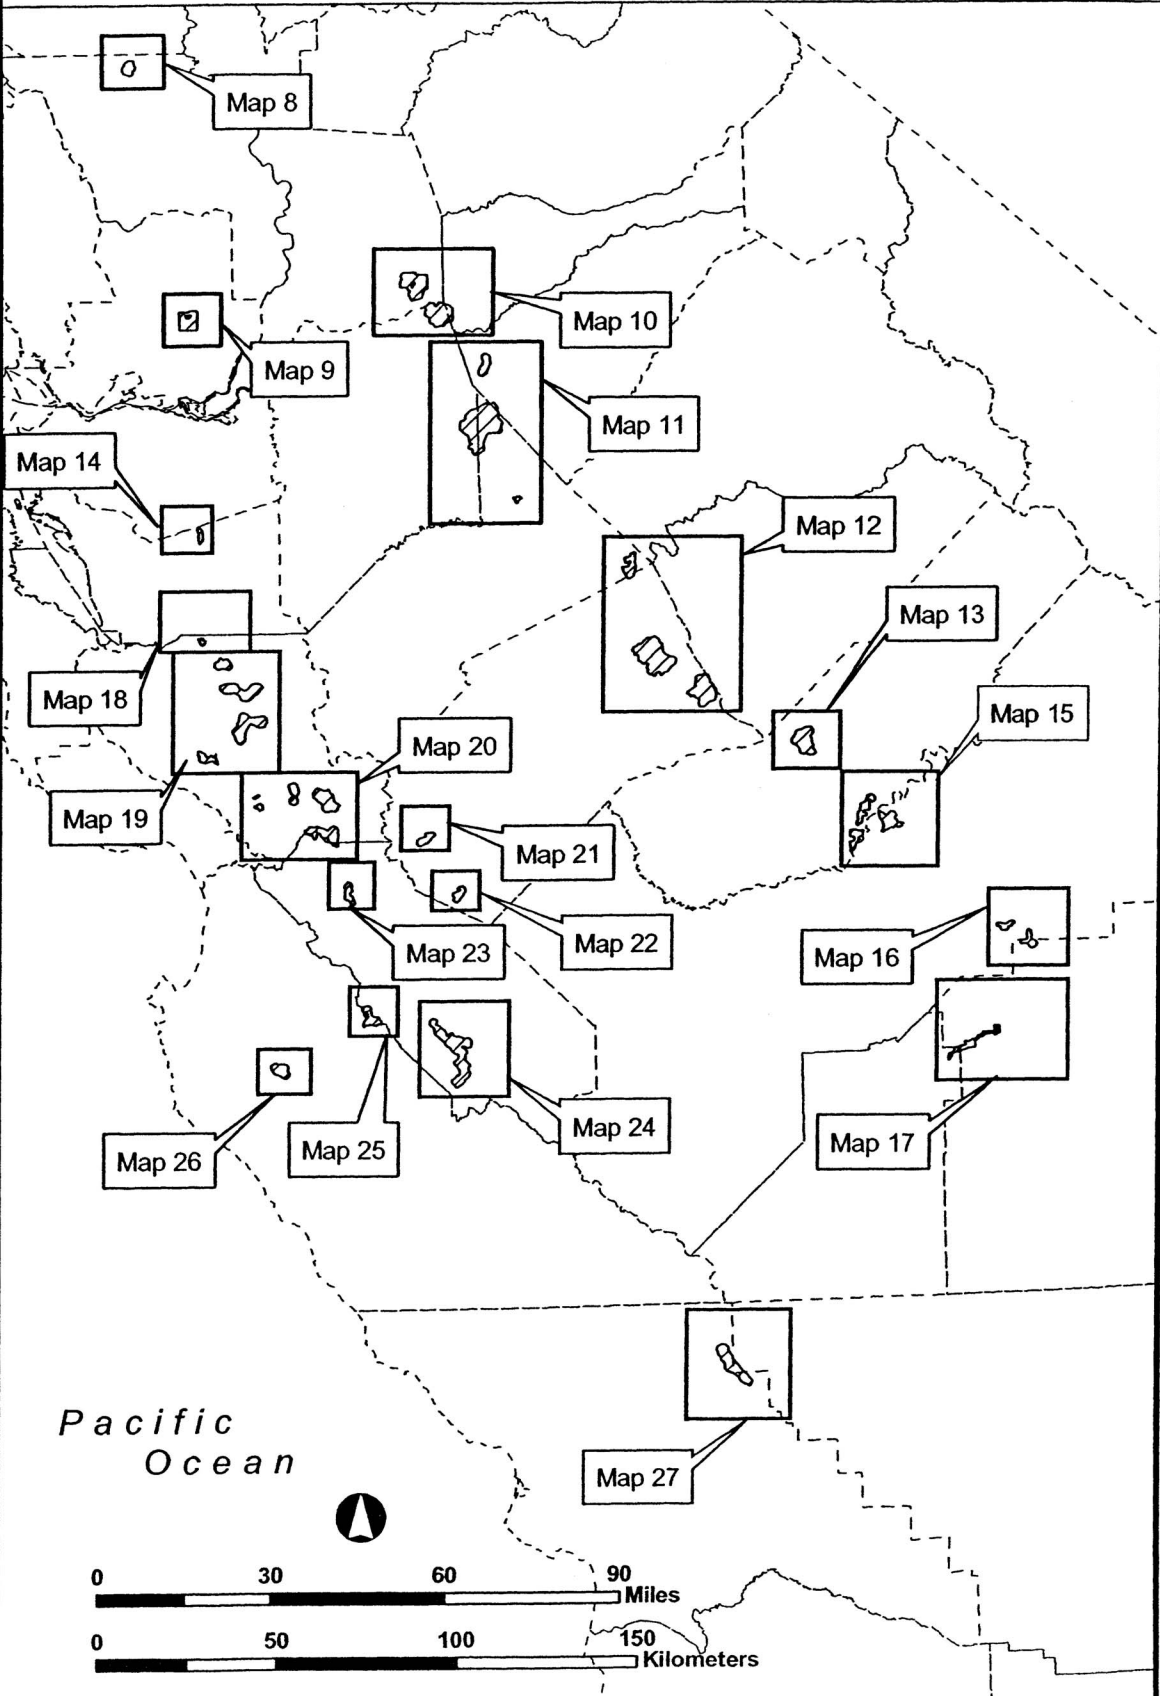 Map 8
Map 10
Map 9
Map 11
Map 14
Map 12
Map 13
Map 18
Map 15
Map 20
Map 19
Map 21
Map 23
Map 22
Map 16
Map 24
Map 25
Map 26
Map 17
Pacific
Ocean
Map 27
0 30 60 90 Miles
0 50 100 150 Kilometers